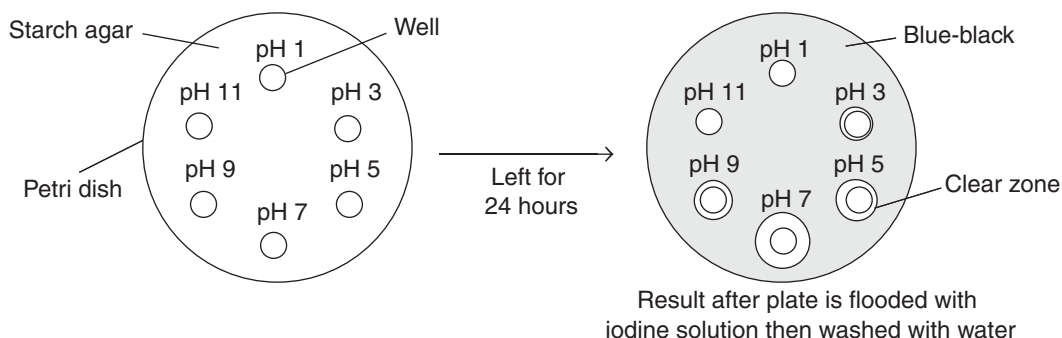 Starch agar
Well
pH 1
pH 11
pH 3
pH 9
pH 5
pH 7
Petri dish
Left for
24 hours
Blue-black
pH 1
pH 11
pH 3
pH 9
pH 5
pH 7
Clear zone
Result after plate is flooded with
iodine solution then washed with water